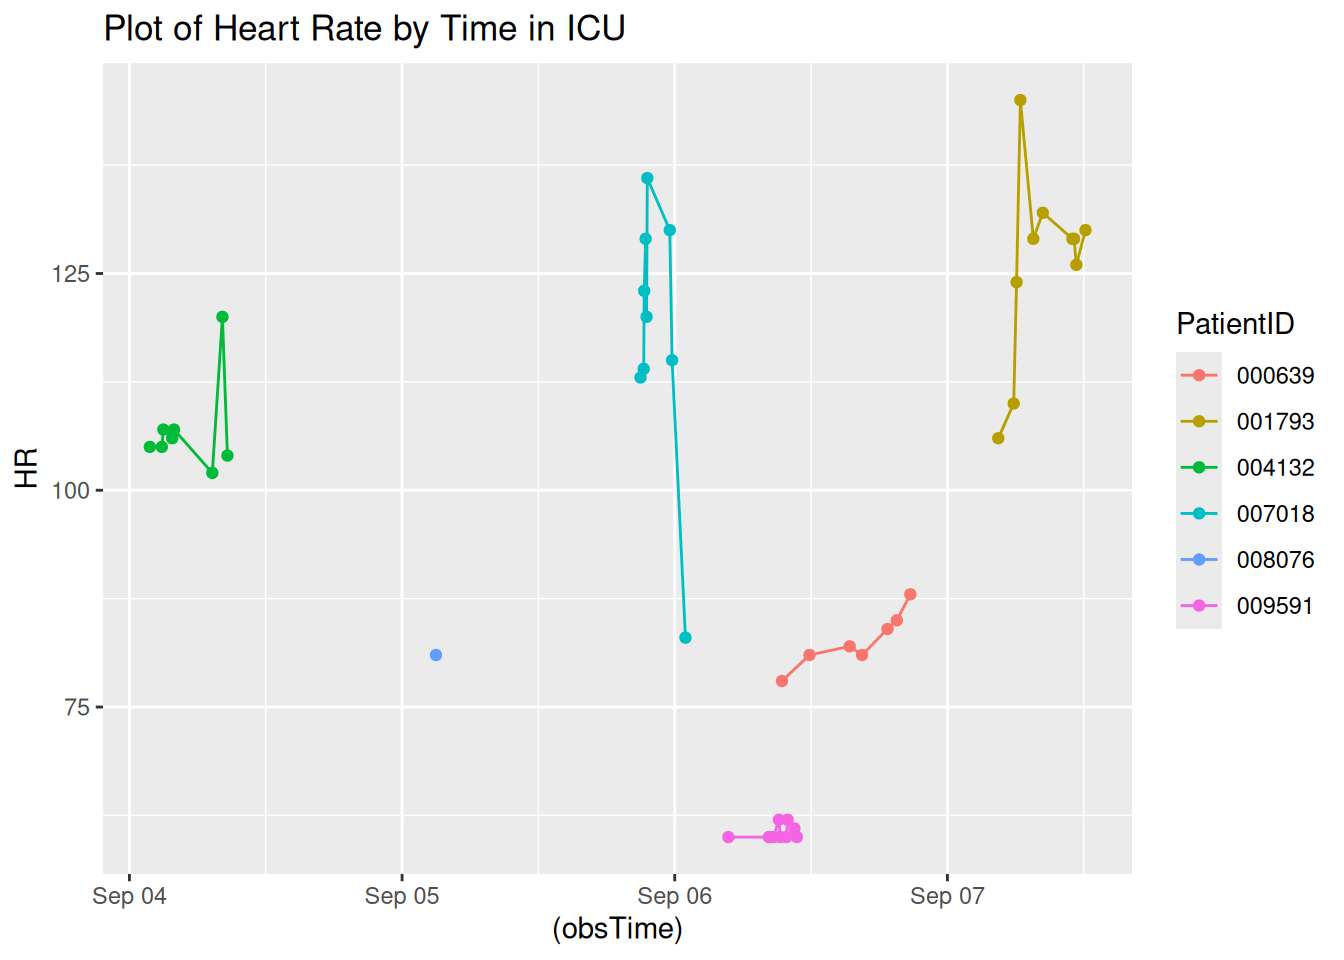 Plot of Heart Rate by Time in ICU
125
100
75
HR
Sep 04
Sep 05
Sep 06
Sep 07
(obsTime)
PatientID
000639
001793
004132
007018
008076
009591